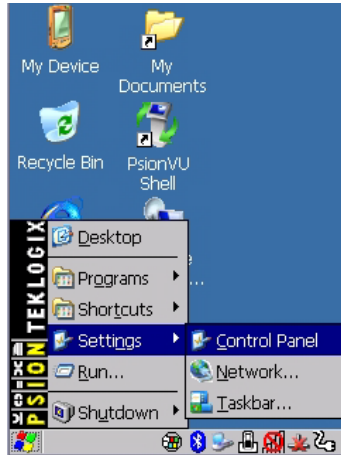 My Device
My
Documents
Recycle Bin
PsionVU
Shell
PSION TEKLOGIX
Desktop
Programs
Shortcuts
Settings
Run...
Shutdown
Control Panel
Network...
Taskbar...